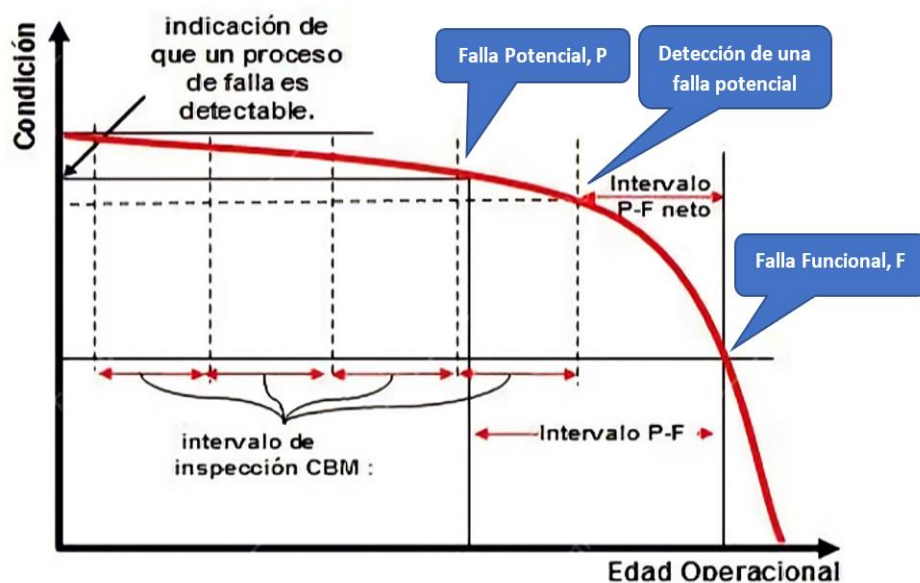 indicación de
que un proceso
de falla es
detectable.
Condición
Falla Potencial, P
Detección de una
falla potencial
Intervalo
P-F neto
Falla Funcional, F
intervalo de
inspección CBM :
Intervalo P-F
Edad Operacional